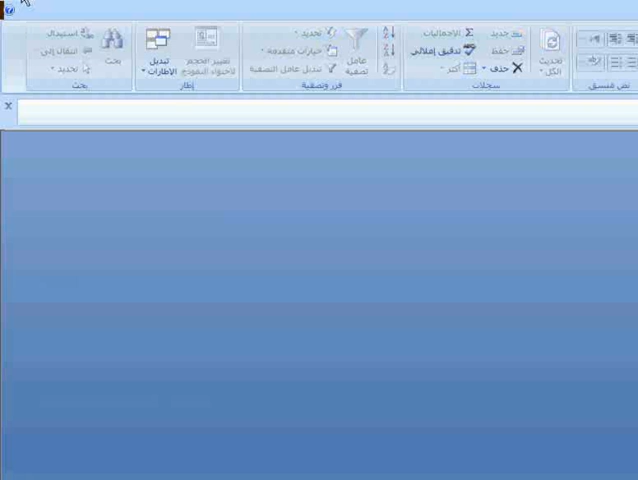 جديد
حفظ
حذف
الإجماليات
تدقيق إملائي
أكثر
سجلات
تحديث الكل
نص منسق
عامل تصفية
تحديد
خيارات متقدمة
تبديل عامل التصفية
فرز وتصفية
تغيير الحجم لاحتواء النموذج
تبديل الإطارات
إطار
بحث
استبدال
انتقال إلى
تحديد
بحث